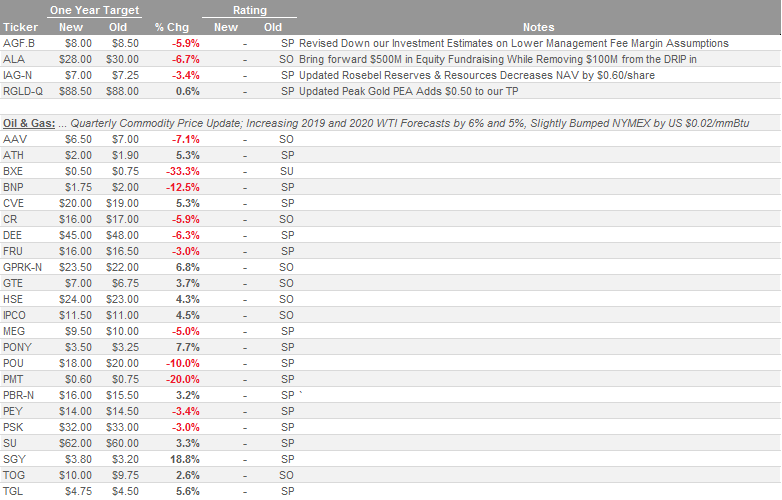 One Year Target Rating
Ticker New Old % Chg New Old Notes
AGF.B $8.00 $8.50 -5.9% - SP Revised Down our Investment Estimates on Lower Management Fee Margin Assumptions
ALA $28.00 $30.00 -6.7% - SO Bring forward $500M in Equity Fundraising While Removing $100M from the DRIP in
IAG-N $7.00 $7.25 -3.4% - SP Updated Rosebel Reserves & Resources Decreases NAV by $0.60/share
RGLD-Q $88.50 $88.00 0.6% - SP Updated Peak Gold PEA Adds $0.50 to our TP
Oil & Gas: ... Quarterly Commodity Price Update; Increasing 2019 and 2020 WTI Forecasts by 6% and 5%, Slightly Bumped NYMEX by US $0.02/mmBtu
AAV $6.50 $7.00 -7.1% - SO
ATH $2.00 $1.90 5.3% - SP
BXE $0.50 $0.75 -33.3% - SU
BNP $1.75 $2.00 -12.5% - SP
CVE $20.00 $19.00 5.3% - SP
CR $16.00 $17.00 -5.9% - SO
DEE $45.00 $48.00 -6.3% - SP
FRU $16.00 $16.50 -3.0% - SP
GPRK-N $23.50 $22.00 6.8% - SO
GTE $7.00 $6.75 3.7% - SO
HSE $24.00 $23.00 4.3% - SO
IPCO $11.50 $11.00 4.5% - SO
MEG $9.50 $10.00 -5.0% - SP
PONY $3.50 $3.25 7.7% - SP
POU $18.00 $20.00 -10.0% - SP
PMT $0.60 $0.75 -20.0% - SP
PBR-N $16.00 $15.50 3.2% - SP `
PEY $14.00 $14.50 -3.4% - SP
PSK $32.00 $33.00 -3.0% - SP
SU $62.00 $60.00 3.3% - SP
SGY $3.80 $3.20 18.8% - SP
TOG $10.00 $9.75 2.6% - SO
TGL $4.75 $4.50 5.6% - SP